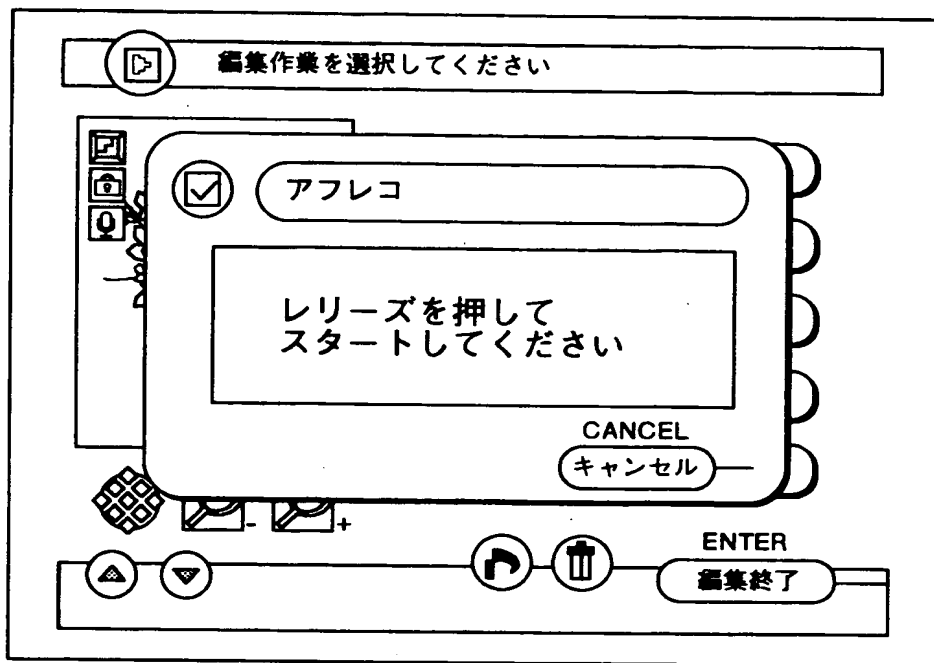 編集作業を選択してください
アフレコ
レリーズを押して
スタートしてください
CANCEL
キャンセル
-
+
ENTER
編集終了